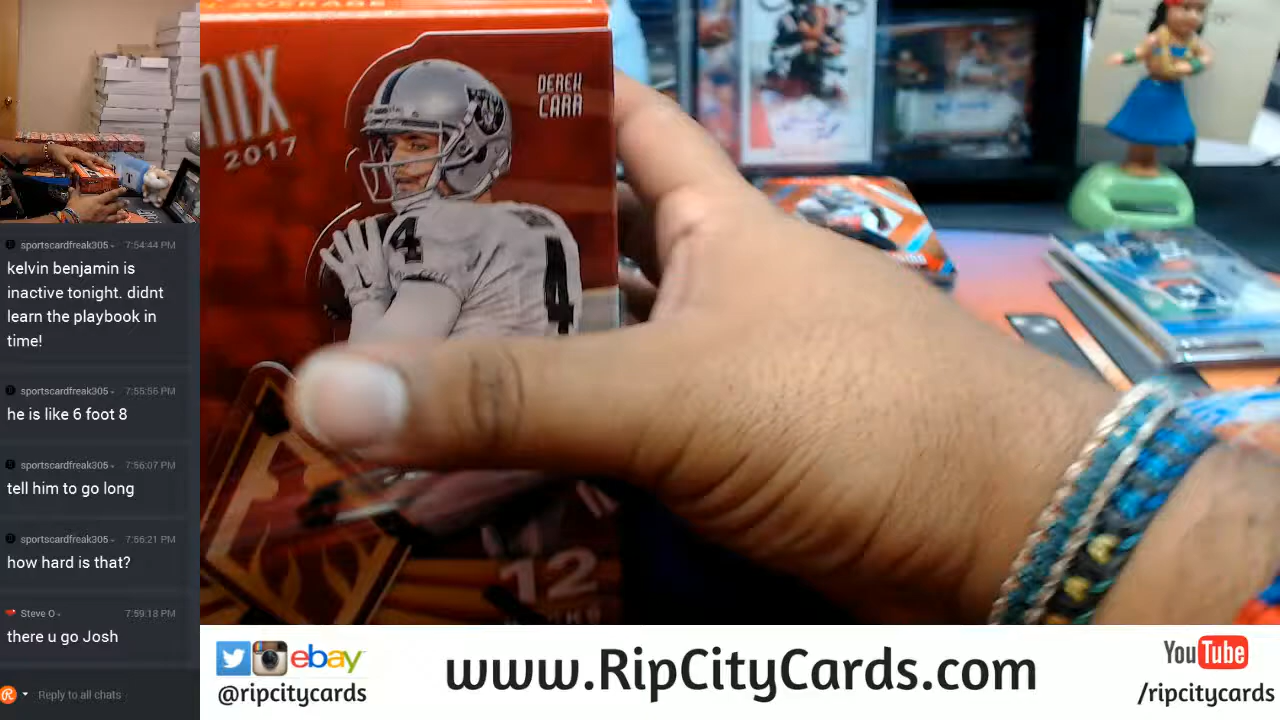 sportscardfreak305 7:54:44 PM
kelvin benjamin is
inactive tonight. didnt
learn the playbook in
time!
sportscardfreak305 7:55:56 PM
he is like 6 foot 8
sportscardfreak305 7:56:07 PM
tell him to go long
sportscardfreak305 7:56:21 PM
how hard is that?
Steve O 7:59:18 PM
there u go Josh
Reply to all chats
AVERAGE
NIX
2017
DEREK
CARR
4
4
12
ebay
@ripcitycards
www.RipCityCards.com
YouTube
/ripcitycards